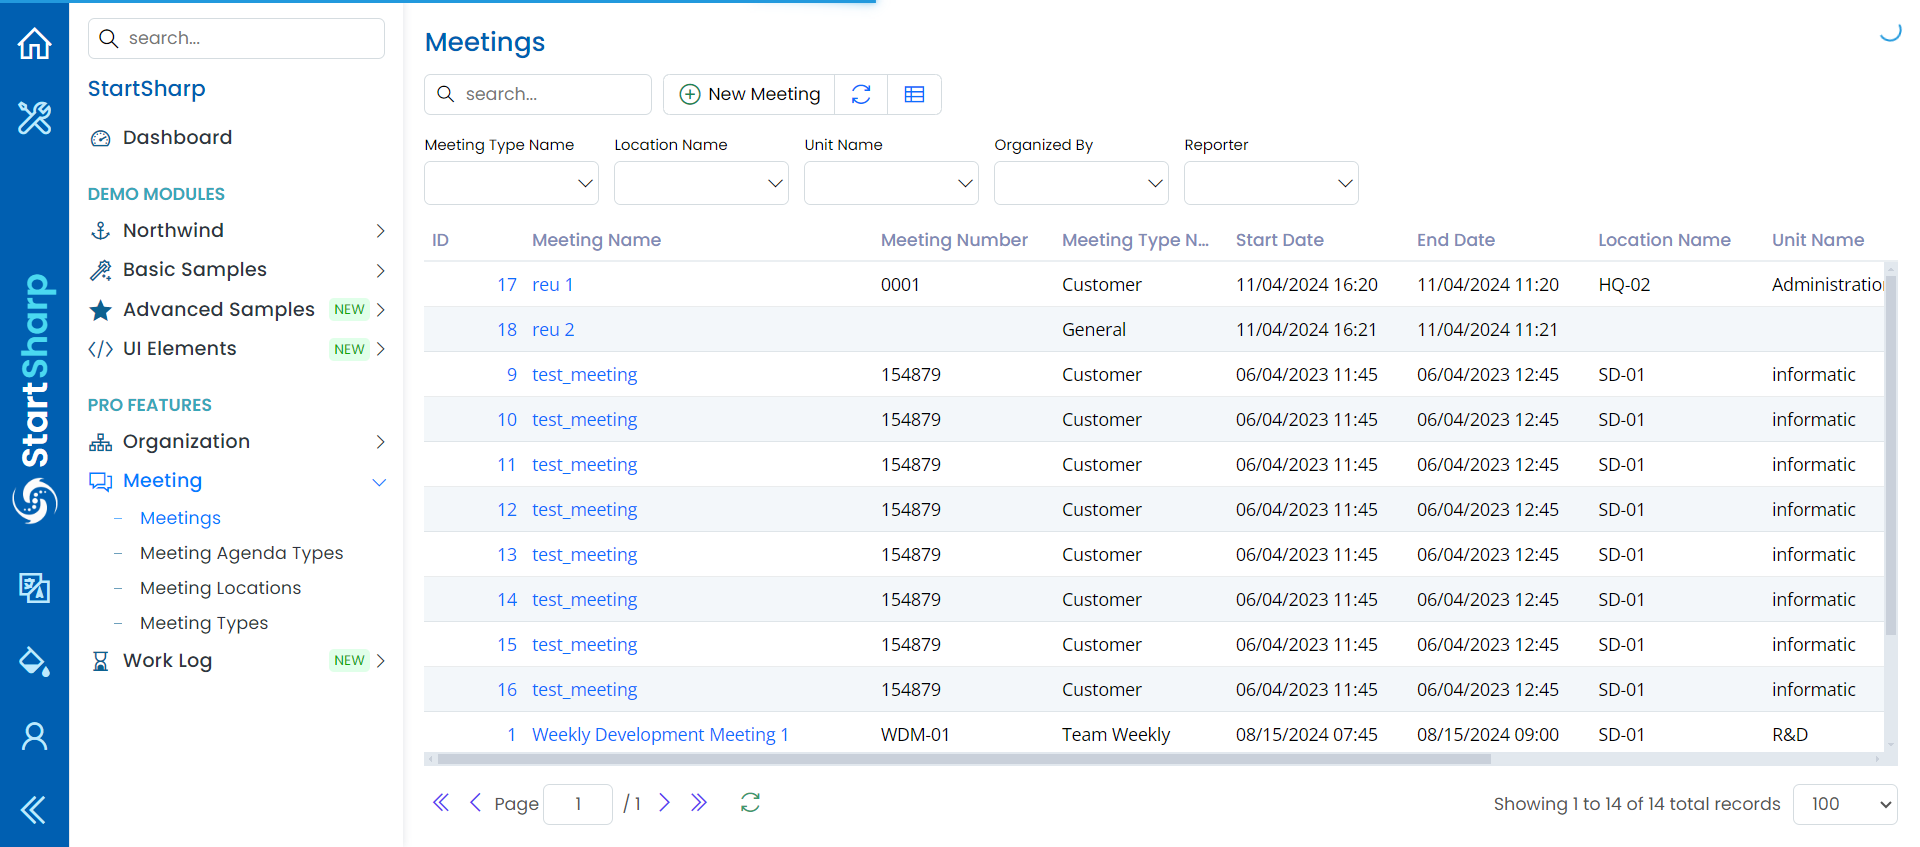 StartSharp
search...
StartSharp
Dashboard
DEMO MODULES
Northwind
Basic Samples
Advanced Samples NEW
UI Elements NEW
PRO FEATURES
Organization
Meeting
Meetings
Meeting Agenda Types
Meeting Locations
Meeting Types
Work Log NEW
Meetings
search... New Meeting
Meeting Type Name Location Name Unit Name Organized By Reporter
ID Meeting Name Meeting Number Meeting Type N... Start Date End Date Location Name Unit Name
17 reu 1 0001 Customer 11/04/2024 16:20 11/04/2024 11:20 HQ-02 Administratio
18 reu 2 General 11/04/2024 16:21 11/04/2024 11:21
9 test_meeting 154879 Customer 06/04/2023 11:45 06/04/2023 12:45 SD-01 informatic
10 test_meeting 154879 Customer 06/04/2023 11:45 06/04/2023 12:45 SD-01 informatic
11 test_meeting 154879 Customer 06/04/2023 11:45 06/04/2023 12:45 SD-01 informatic
12 test_meeting 154879 Customer 06/04/2023 11:45 06/04/2023 12:45 SD-01 informatic
13 test_meeting 154879 Customer 06/04/2023 11:45 06/04/2023 12:45 SD-01 informatic
14 test_meeting 154879 Customer 06/04/2023 11:45 06/04/2023 12:45 SD-01 informatic
15 test_meeting 154879 Customer 06/04/2023 11:45 06/04/2023 12:45 SD-01 informatic
16 test_meeting 154879 Customer 06/04/2023 11:45 06/04/2023 12:45 SD-01 informatic
1 Weekly Development Meeting 1 WDM-01 Team Weekly 08/15/2024 07:45 08/15/2024 09:00 SD-01 R&D
Page 1 / 1 Showing 1 to 14 of 14 total records 100